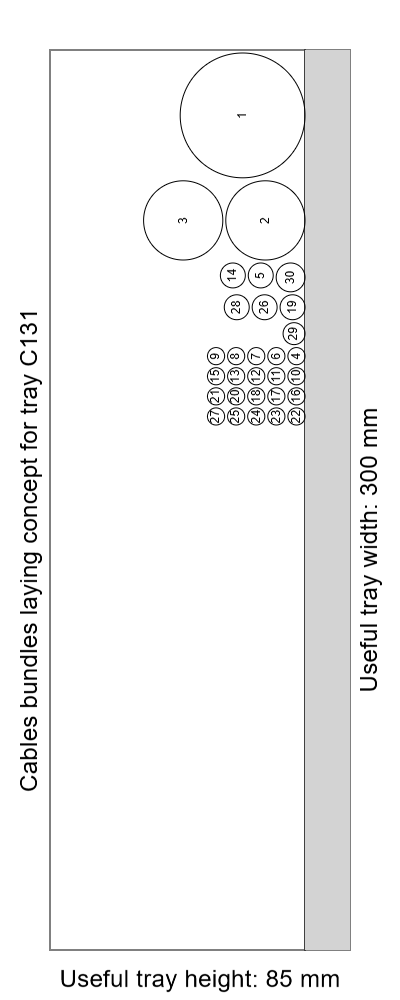 Cables bundles laying concept for tray C131
1
3 2
14 5 30
28 26 19
29
9 8 7 6 4
15 13 12 11 10
21 20 18 17 16
27 25 24 23 22
Useful tray width: 300 mm
Useful tray height: 85 mm